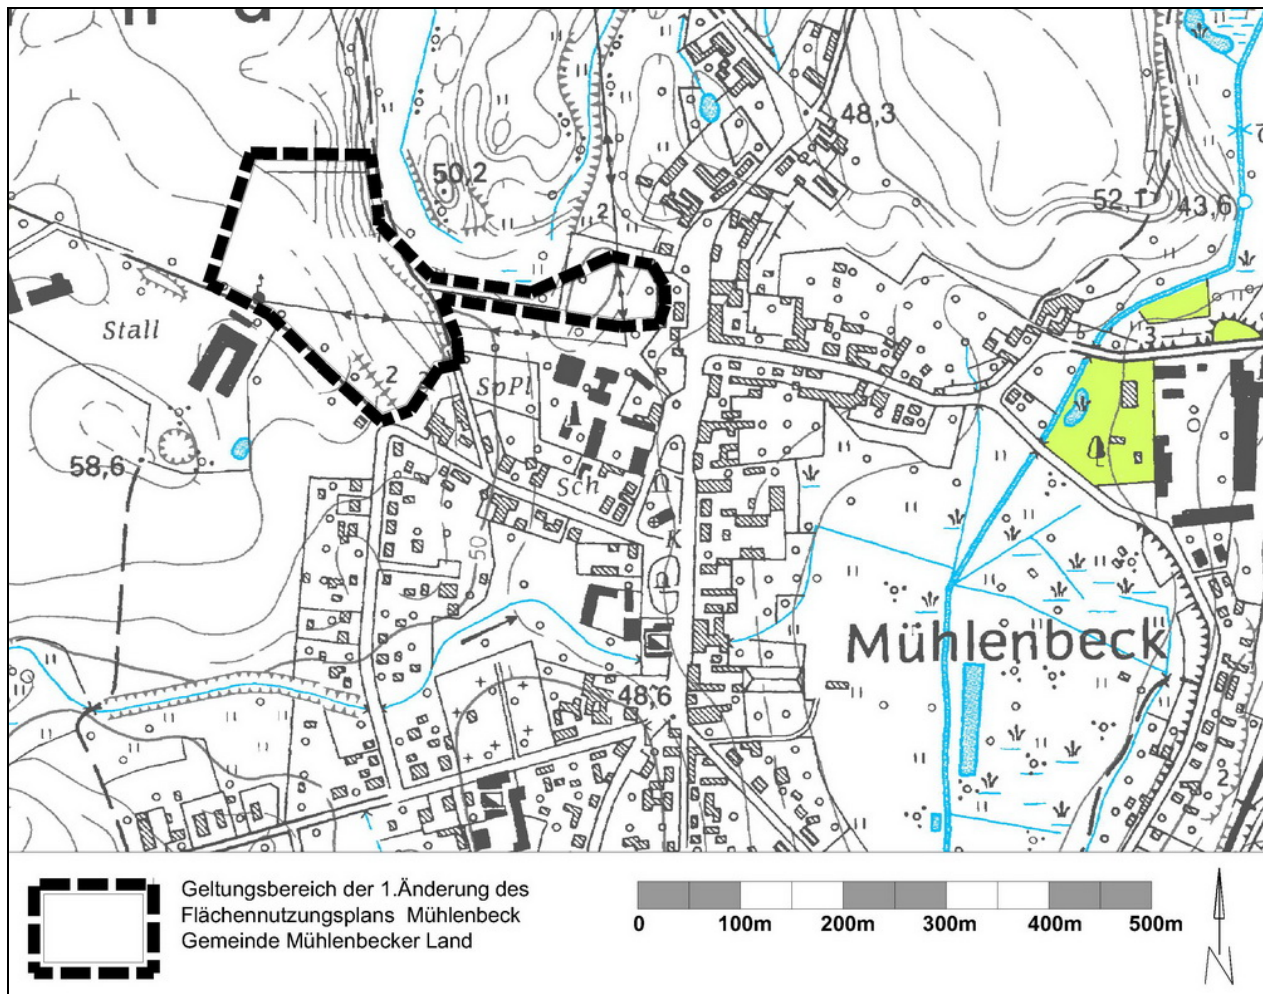 48,3
50,2
2
52,1
43,6
Stall
2
SpPl
58,6
Sch
50
K
Mühlenbeck
48,6
2
Geltungsbereich der 1.Änderung des
Flächennutzungsplans Mühlenbeck
Gemeinde Mühlenbecker Land
0 100m 200m 300m 400m 500m
N